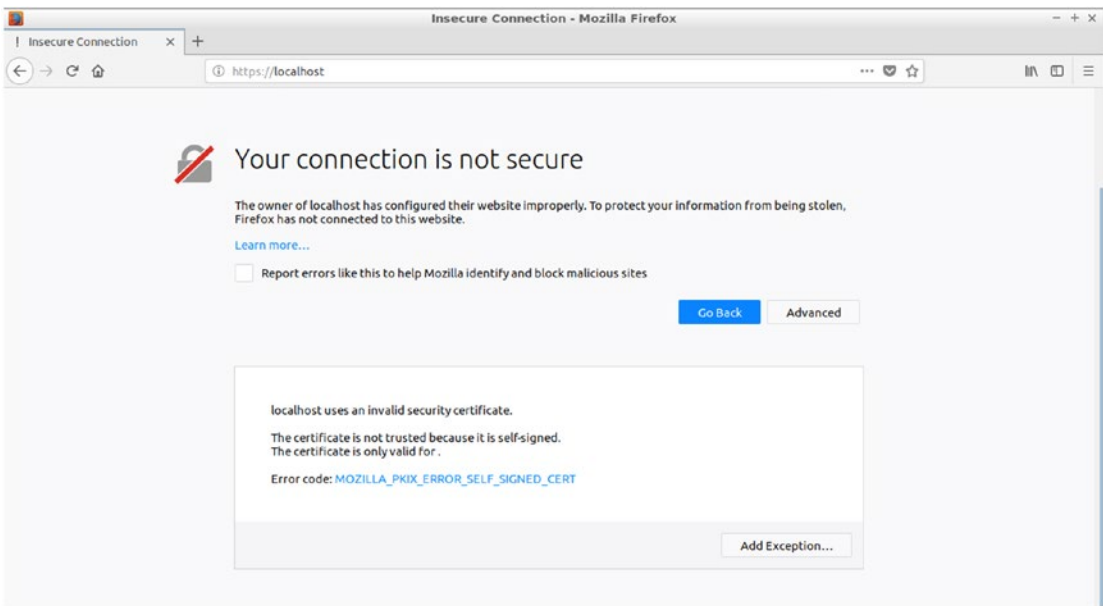 Insecure Connection - Mozilla Firefox
! Insecure Connection
https://localhost
Your connection is not secure
The owner of localhost has configured their website improperly. To protect your information from being stolen,
Firefox has not connected to this website.
Learn more...
Report errors like this to help Mozilla identify and block malicious sites
Go Back Advanced
localhost uses an invalid security certificate.
The certificate is not trusted because it is self-signed.
The certificate is only valid for .
Error code: MOZILLA_PKIX_ERROR_SELF_SIGNED_CERT
Add Exception...